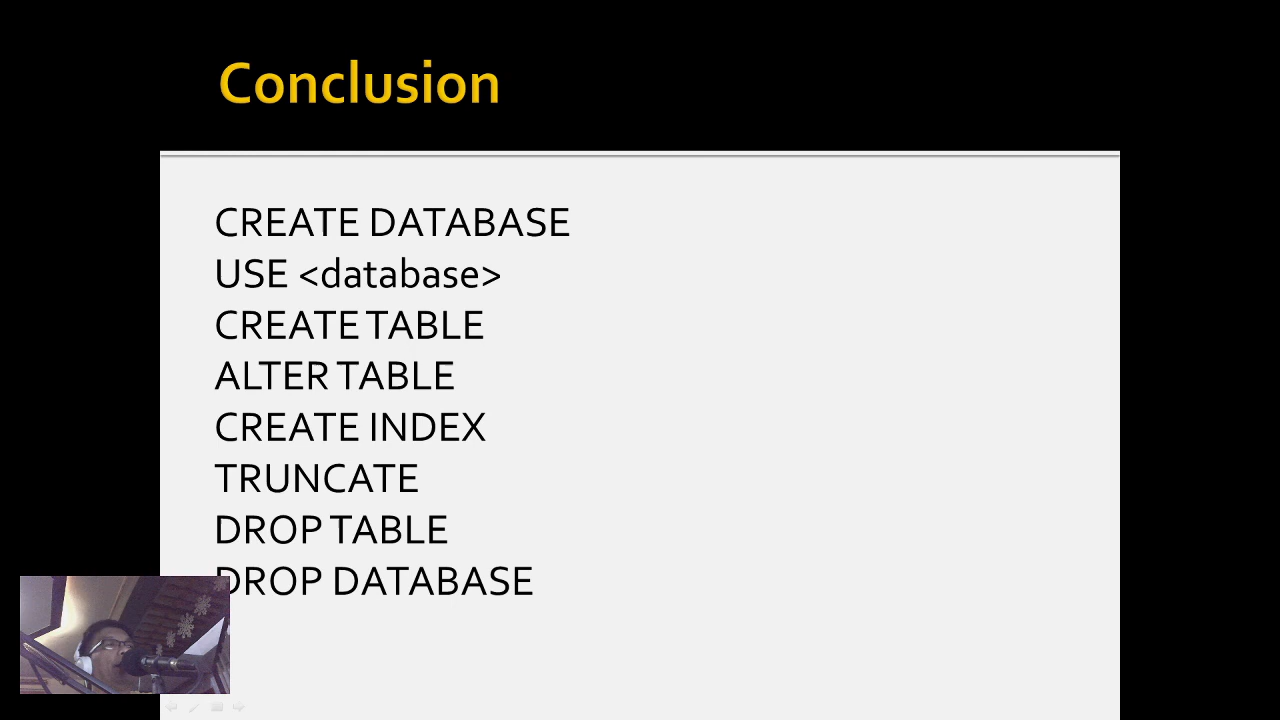 Conclusion
CREATE DATABASE
USE <database>
CREATE TABLE
ALTER TABLE
CREATE INDEX
TRUNCATE
DROP TABLE
DROP DATABASE